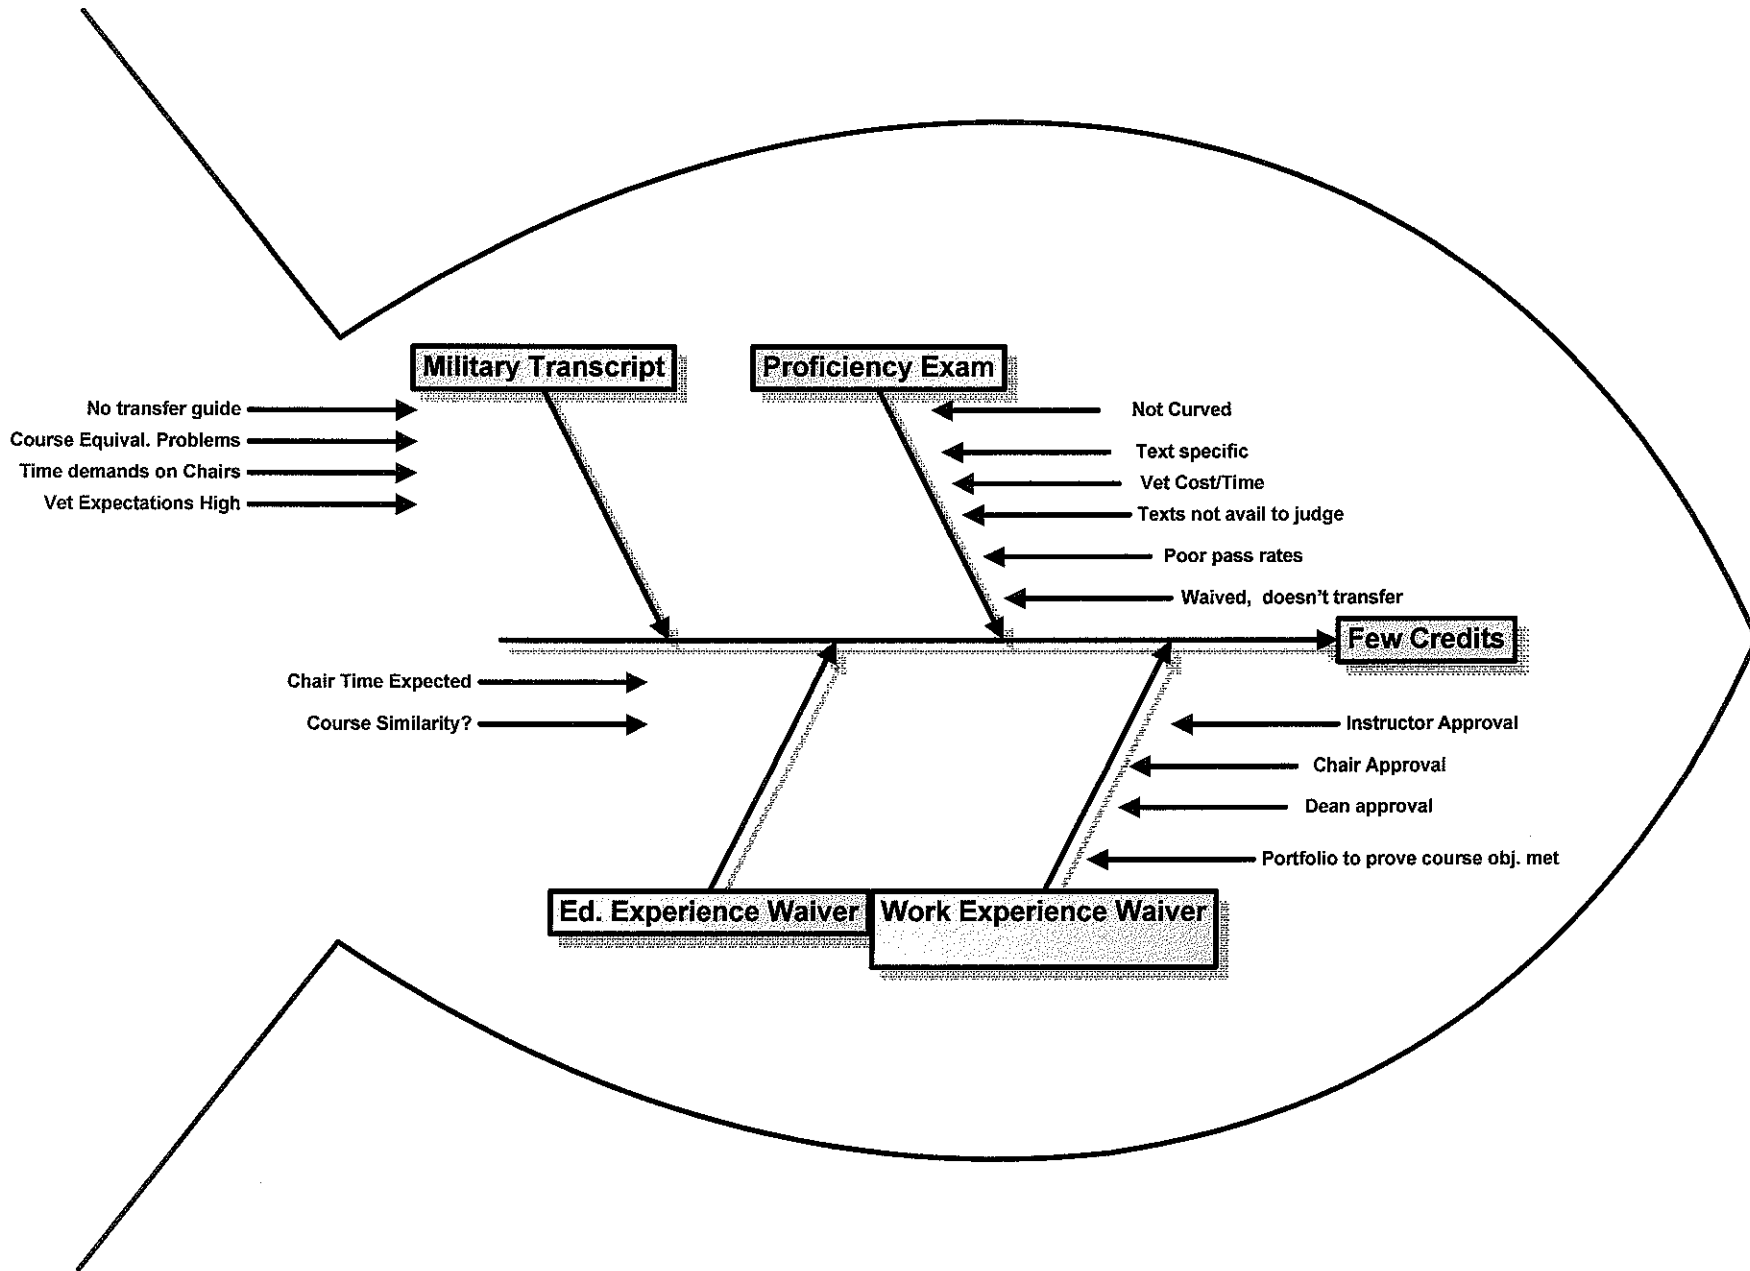 Military Transcript
Proficiency Exam
No transfer guide
Course Equival. Problems
Time demands on Chairs
Vet Expectations High
Not Curved
Text specific
Vet Cost/Time
Texts not avail to judge
Poor pass rates
Waived, doesn't transfer
Few Credits
Chair Time Expected
Course Similarity?
Instructor Approval
Chair Approval
Dean approval
Portfolio to prove course obj. met
Ed. Experience Waiver
Work Experience Waiver